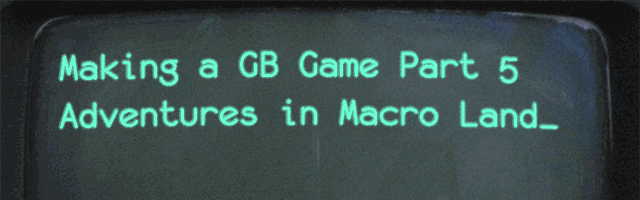 Making a GB Game Part 5
Adventures in Macro Land_